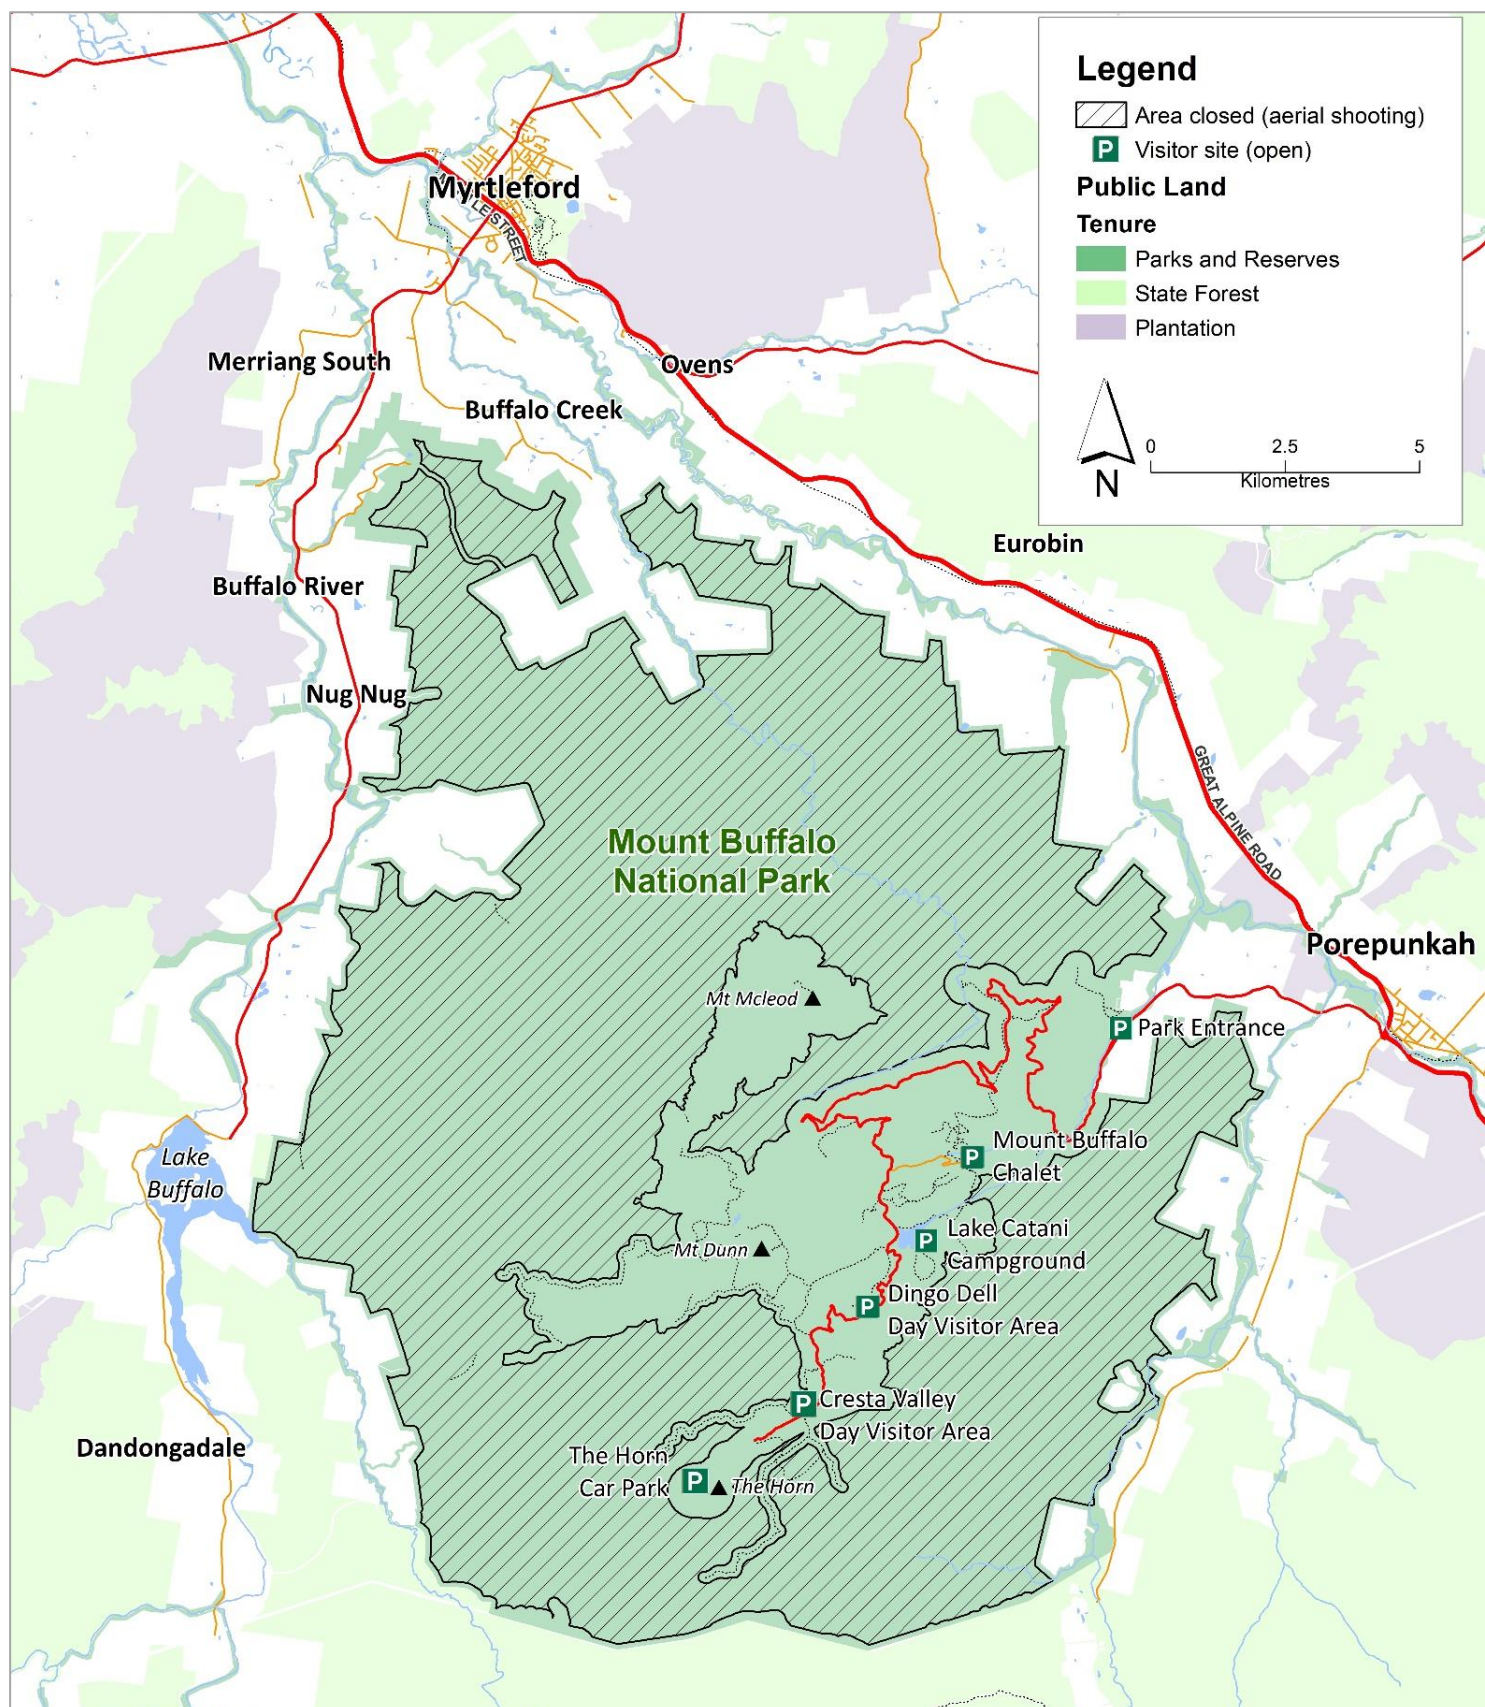 Legend
Area closed (aerial shooting)
P
Visitor site (open)
Public Land
Tenure
Parks and Reserves
State Forest
Plantation
0
2.5
5
Kilometres
N
Myrtleford
STREET
Merriang South
Ovens
Buffalo Creek
Eurobin
Buffalo River
Nug Nug
GREAT ALPINE ROAD
Mount Buffalo
National Park
Porepunkah
Mt Mcleod
P
Park Entrance
Lake
Buffalo
P
Mount Buffalo
Chalet
P
Lake Catani
Campground
Mt Dunn
P
Dingo Dell
Day Visitor Area
P
Cresta Valley
Day Visitor Area
Dandongadale
The Horn
Car Park
P
The Horn